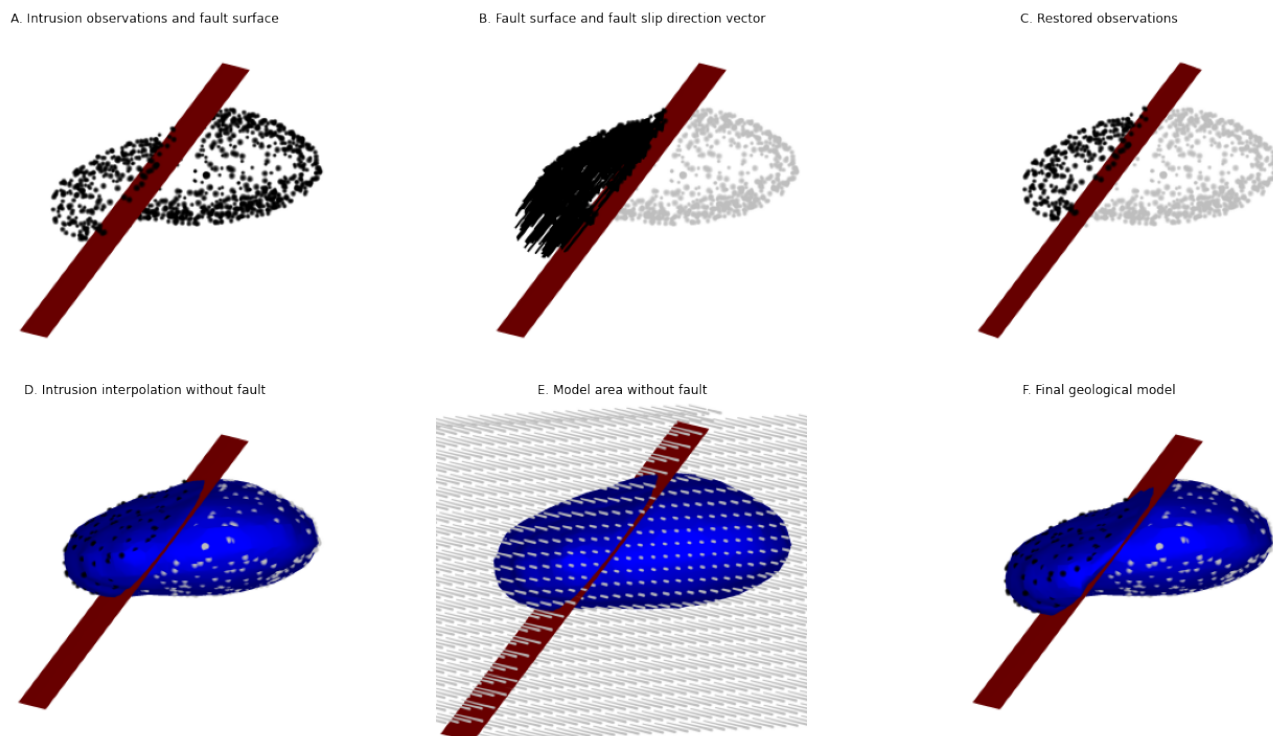 A. Intrusion observations and fault surface
B. Fault surface and fault slip direction vector
C. Restored observations
D. Intrusion interpolation without fault
E. Model area without fault
F. Final geological model